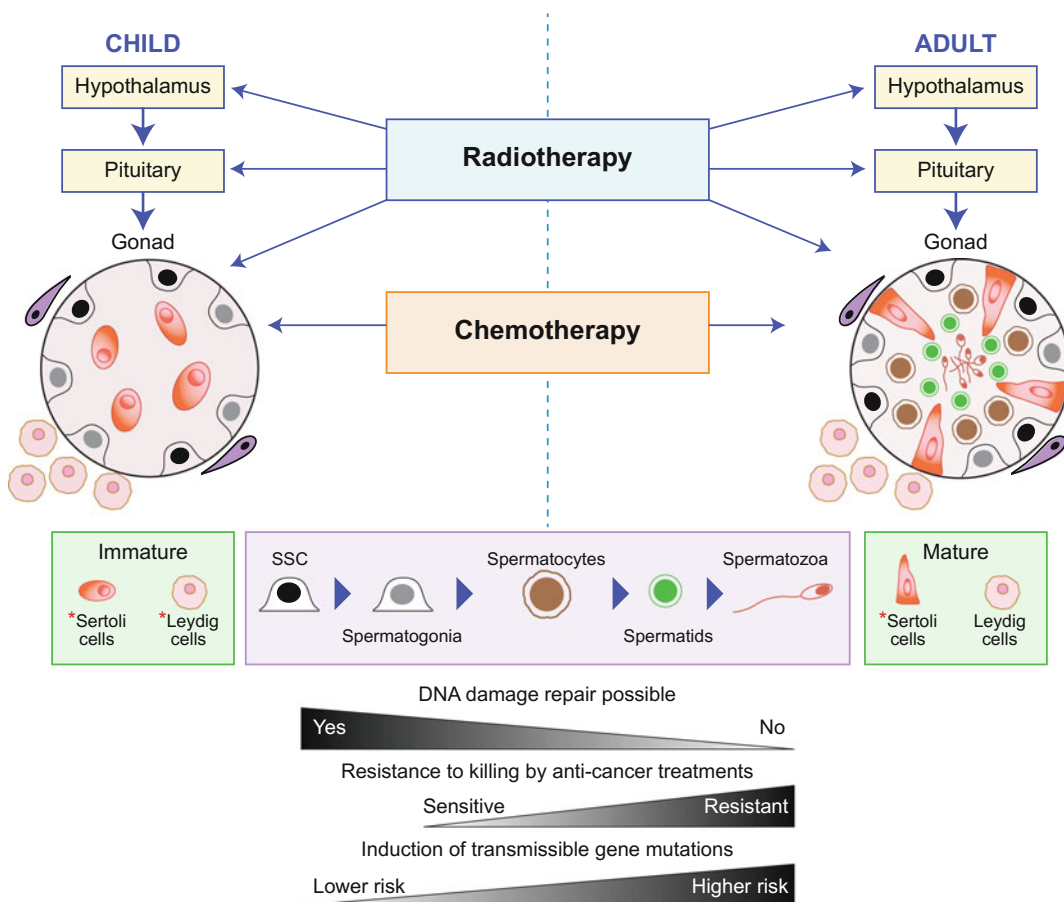 CHILD
ADULT
Hypothalamus
Hypothalamus
Radiotherapy
Pituitary
Pituitary
Gonad
Gonad
Chemotherapy
Immature
*Sertoli
cells
*Leydig
cells
SSC
Spermatogonia
Spermatocytes
Spermatids
Spermatozoa
Mature
*Sertoli
cells
Leydig
cells
DNA damage repair possible
Yes
No
Resistance to killing by anti-cancer treatments
Sensitive
Resistant
Induction of transmissible gene mutations
Lower risk
Higher risk